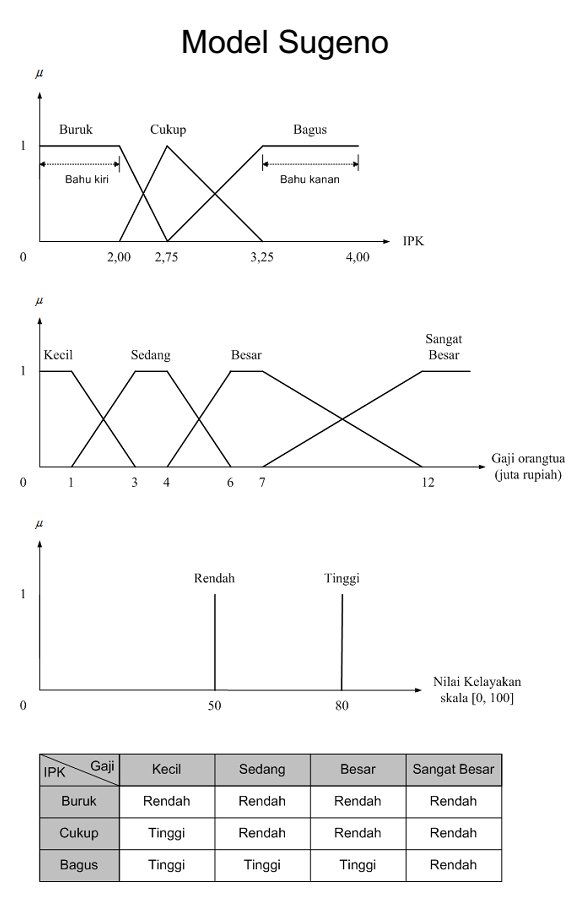 Model Sugeno
μ
Buruk Cukup Bagus
1
Bahu kiri Bahu kanan
IPK
0 2,00 2,75 3,25 4,00
μ
Sangat
Kecil Sedang Besar Besar
1
Gaji orangtua
(juta rupiah)
0 1 3 4 6 7 12
μ
Rendah Tinggi
1
Nilai Kelayakan
skala [0, 100]
0 50 80
IPK Gaji Kecil Sedang Besar Sangat Besar
Buruk Rendah Rendah Rendah Rendah
Cukup Tinggi Rendah Rendah Rendah
Bagus Tinggi Tinggi Tinggi Rendah